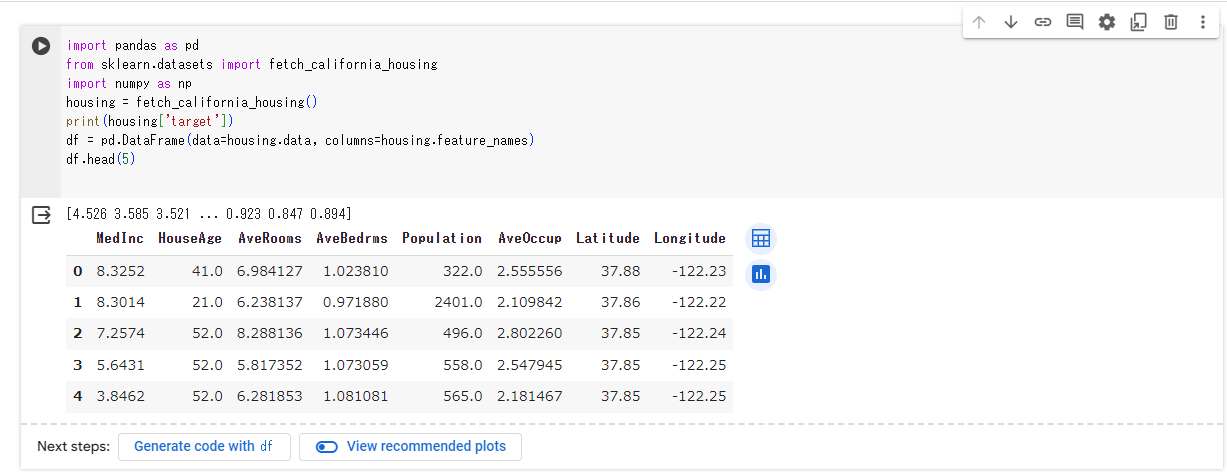 import pandas as pd
from sklearn.datasets import fetch_california_housing
import numpy as np
housing = fetch_california_housing()
print(housing['target'])
df = pd.DataFrame(data=housing.data, columns=housing.feature_names)
df.head(5)
[4.526 3.585 3.521 ... 0.923 0.847 0.894]
MedInc HouseAge AveRooms AveBedrms Population AveOccup Latitude Longitude
0 8.3252 41.0 6.984127 1.023810 322.0 2.555556 37.88 -122.23
1 8.3014 21.0 6.238137 0.971880 2401.0 2.109842 37.86 -122.22
2 7.2574 52.0 8.288136 1.073446 496.0 2.802260 37.85 -122.24
3 5.6431 52.0 5.817352 1.073059 558.0 2.547945 37.85 -122.25
4 3.8462 52.0 6.281853 1.081081 565.0 2.181467 37.85 -122.25
Next steps: Generate code with df View recommended plots